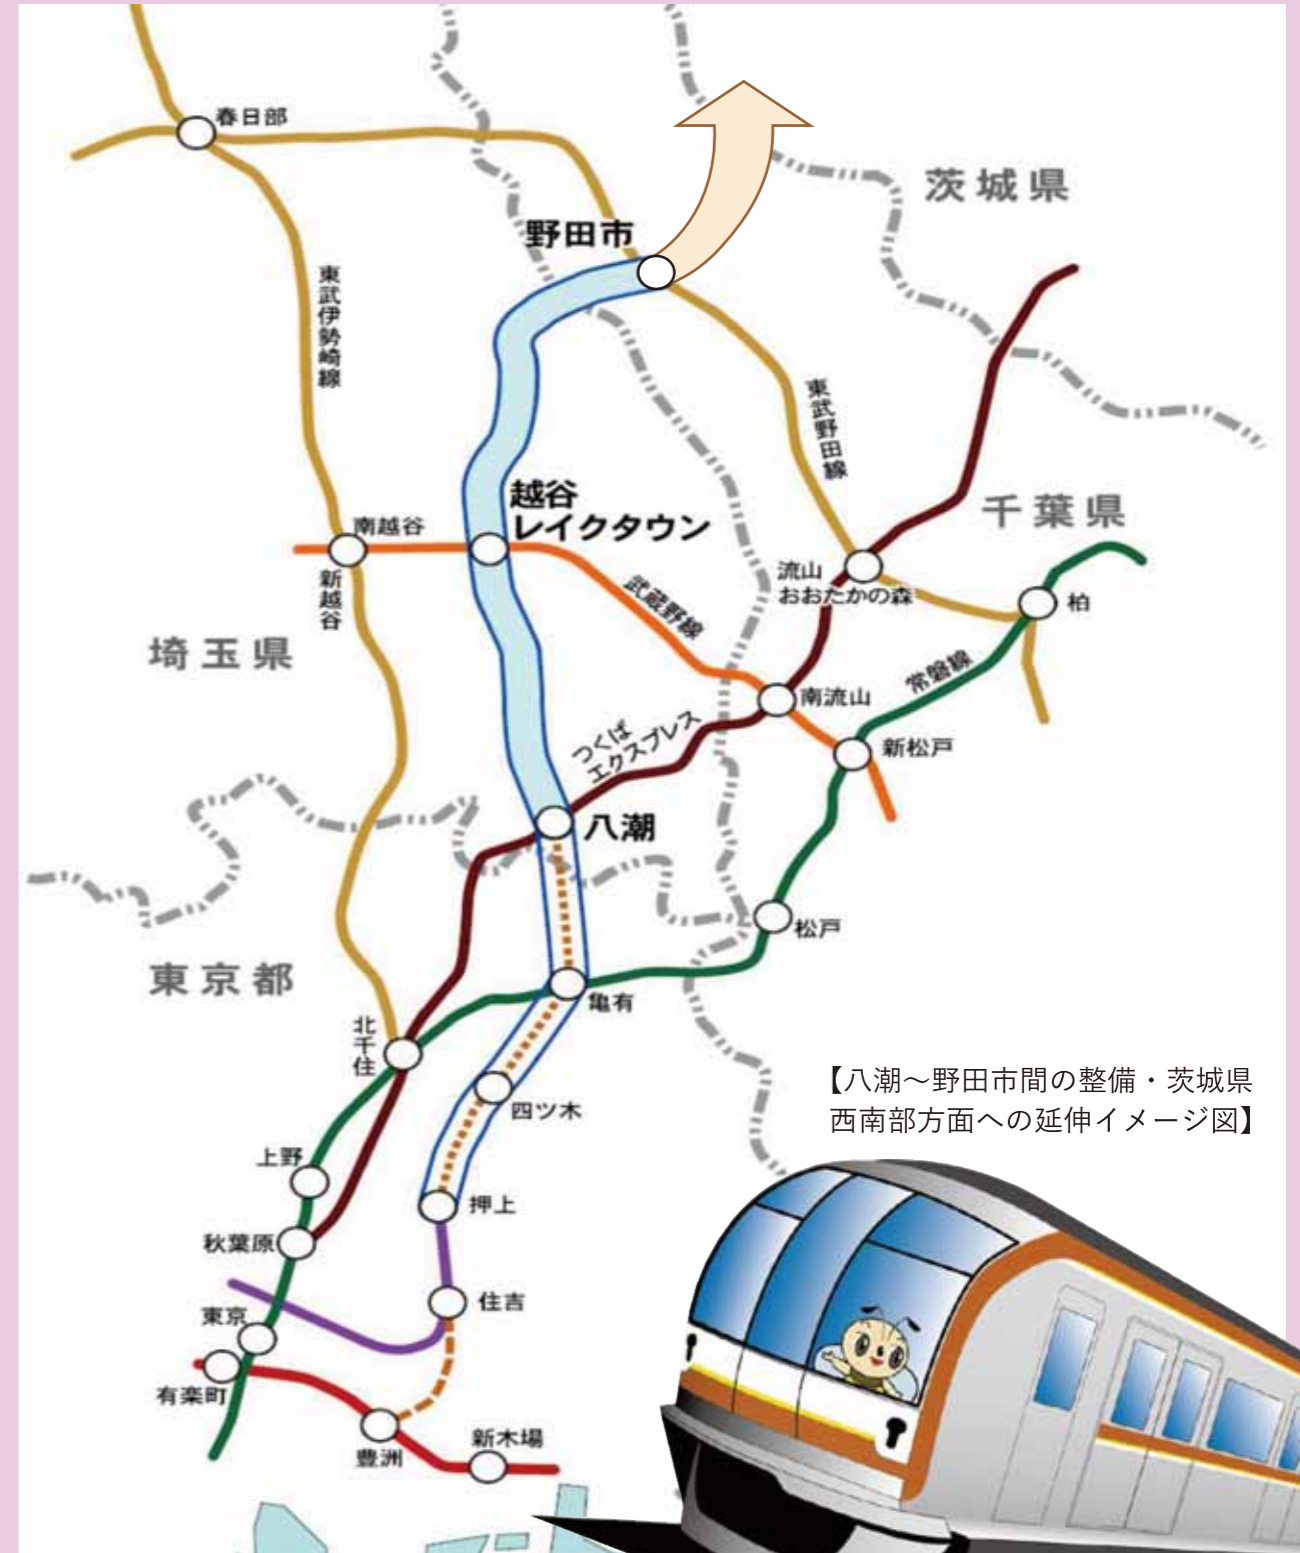 春日部
茨城県
野田市
東武伊勢崎線
東武野田線
越谷
レイクタウン
千葉県
南越谷
新越谷
流山
おおたかの森
柏
武蔵野線
埼玉県
常磐線
南流山
つくば
エクスプレス
新松戸
八潮
松戸
東京都
亀有
北千住
【八潮~野田市間の整備・茨城県
西南部方面への延伸イメージ図】
四ツ木
上野
押上
秋葉原
住吉
東京
有楽町
豊洲
新木場